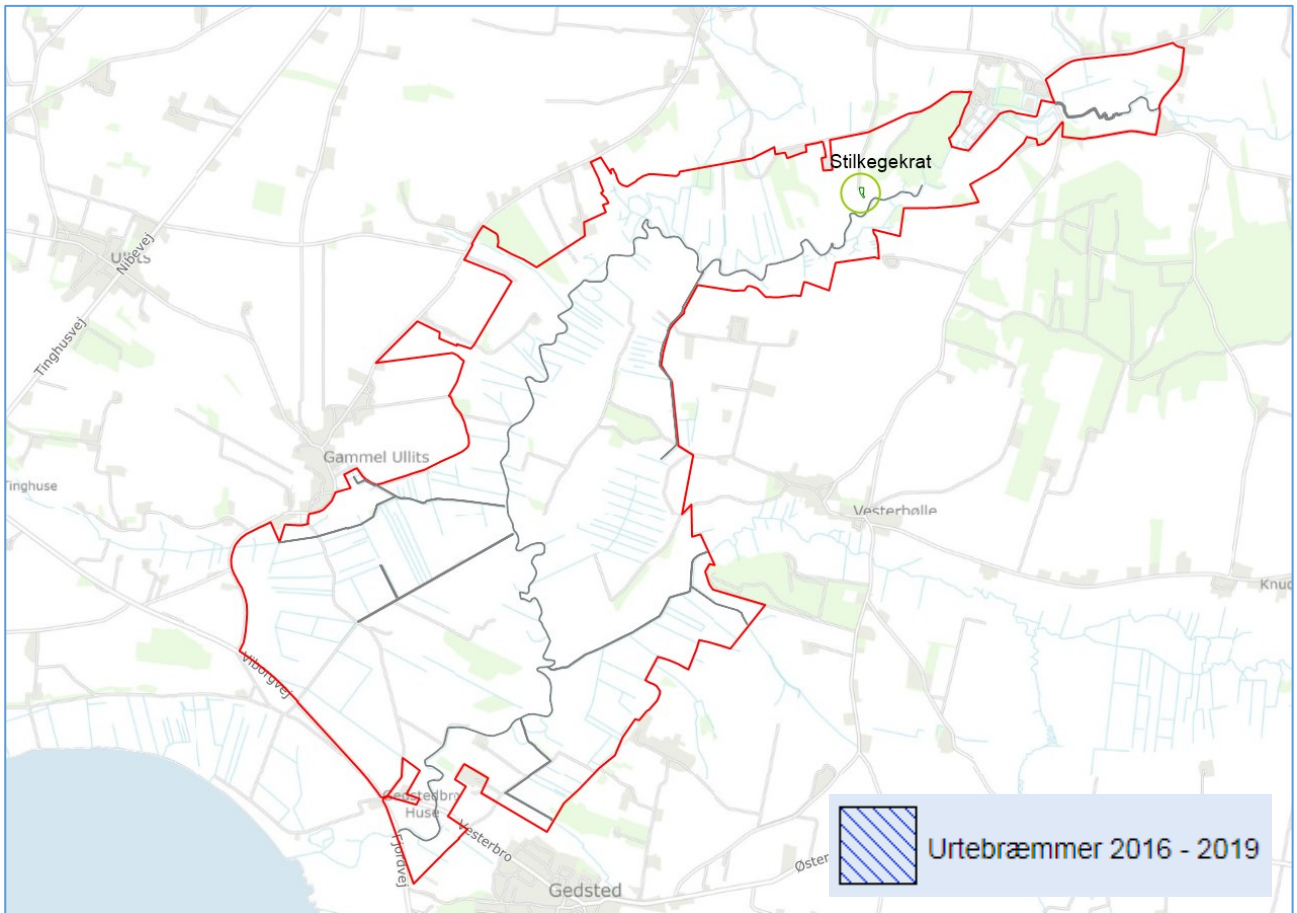 Stilkegekrat
Nibevej
Ullits
Tinghusvej
Gammel Ullits
Tinghuse
Vesterbølle
Knud
Viborgvej
Gedstedbro
Huse
Vesterbro
Fjordvej
Gedsted
Øster
Urtebræmmer 2016 - 2019